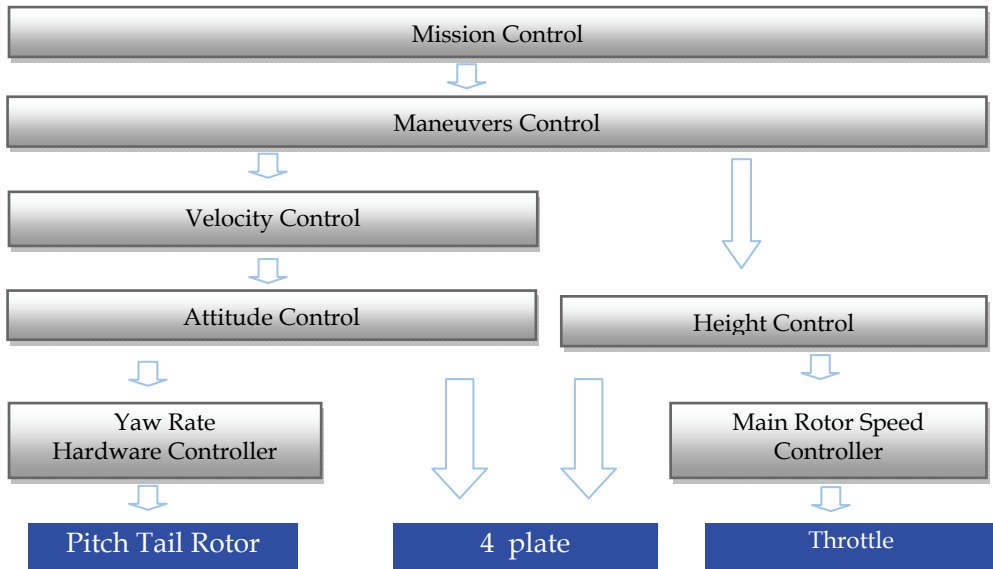 Mission Control
Maneuvers Control
Velocity Control
Attitude Control
Height Control
Yaw Rate
Hardware Controller
Main Rotor Speed
Controller
Pitch Tail Rotor
4 plate
Throttle